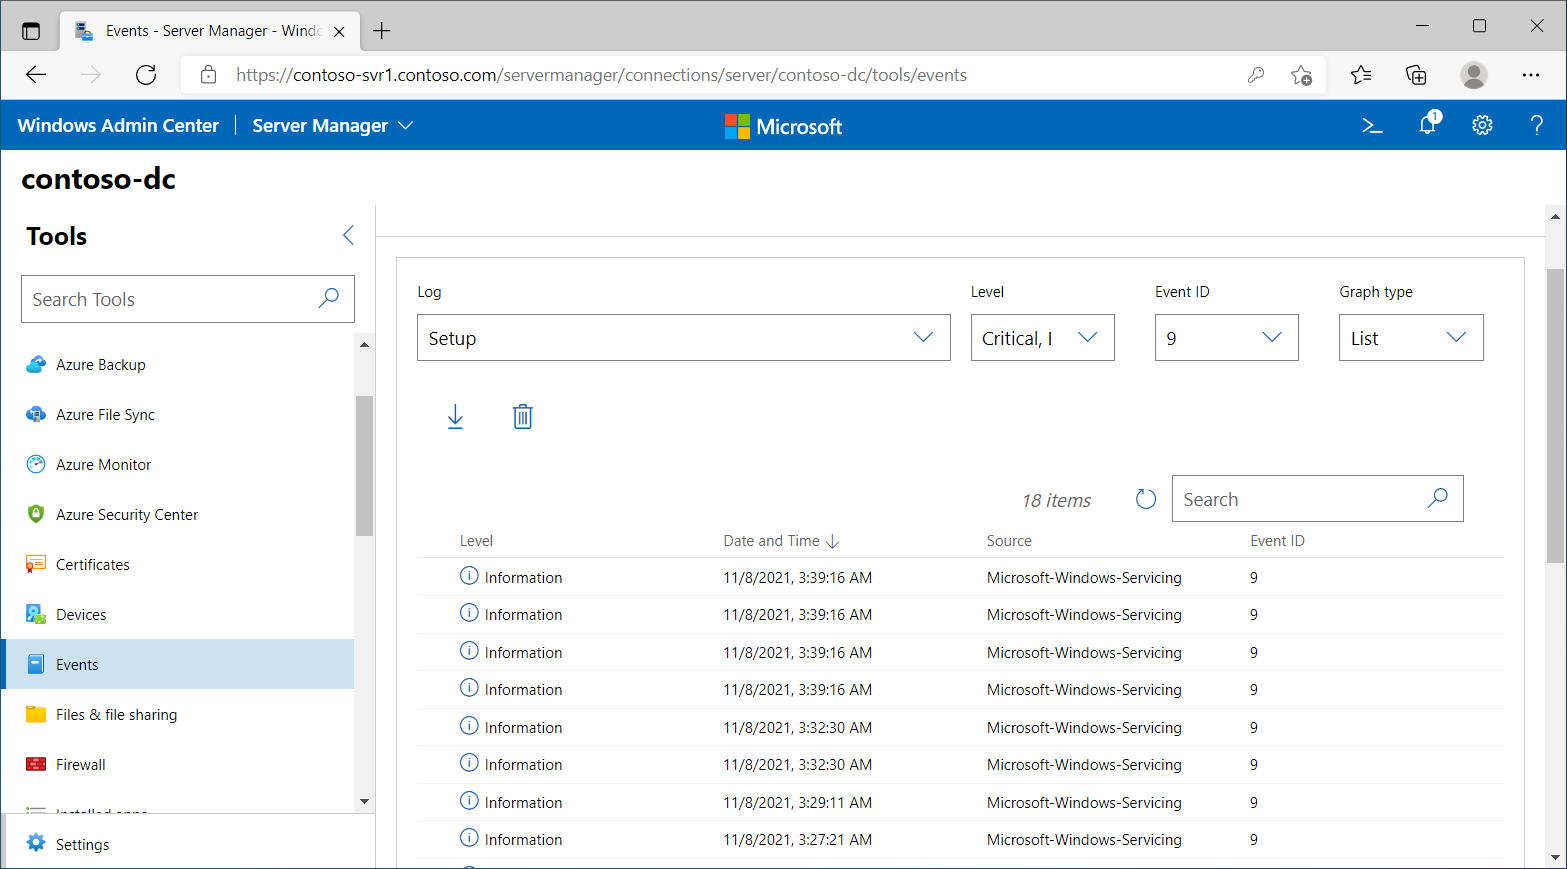 Events - Server Manager - Windo
https://contoso-svr1.contoso.com/servermanager/connections/server/contoso-dc/tools/events
Windows Admin Center
Server Manager
Microsoft
1
?
contoso-dc
Tools
Search Tools
Azure Backup
Azure File Sync
Azure Monitor
Azure Security Center
Certificates
Devices
Events
Files & file sharing
Firewall
Installed apps
Settings
Log Level Event ID Graph type
Setup Critical, I 9 List
18 items Search
Level Date and Time Source Event ID
Information 11/8/2021, 3:39:16 AM Microsoft-Windows-Servicing 9
Information 11/8/2021, 3:39:16 AM Microsoft-Windows-Servicing 9
Information 11/8/2021, 3:39:16 AM Microsoft-Windows-Servicing 9
Information 11/8/2021, 3:39:16 AM Microsoft-Windows-Servicing 9
Information 11/8/2021, 3:32:30 AM Microsoft-Windows-Servicing 9
Information 11/8/2021, 3:32:30 AM Microsoft-Windows-Servicing 9
Information 11/8/2021, 3:29:11 AM Microsoft-Windows-Servicing 9
Information 11/8/2021, 3:27:21 AM Microsoft-Windows-Servicing 9